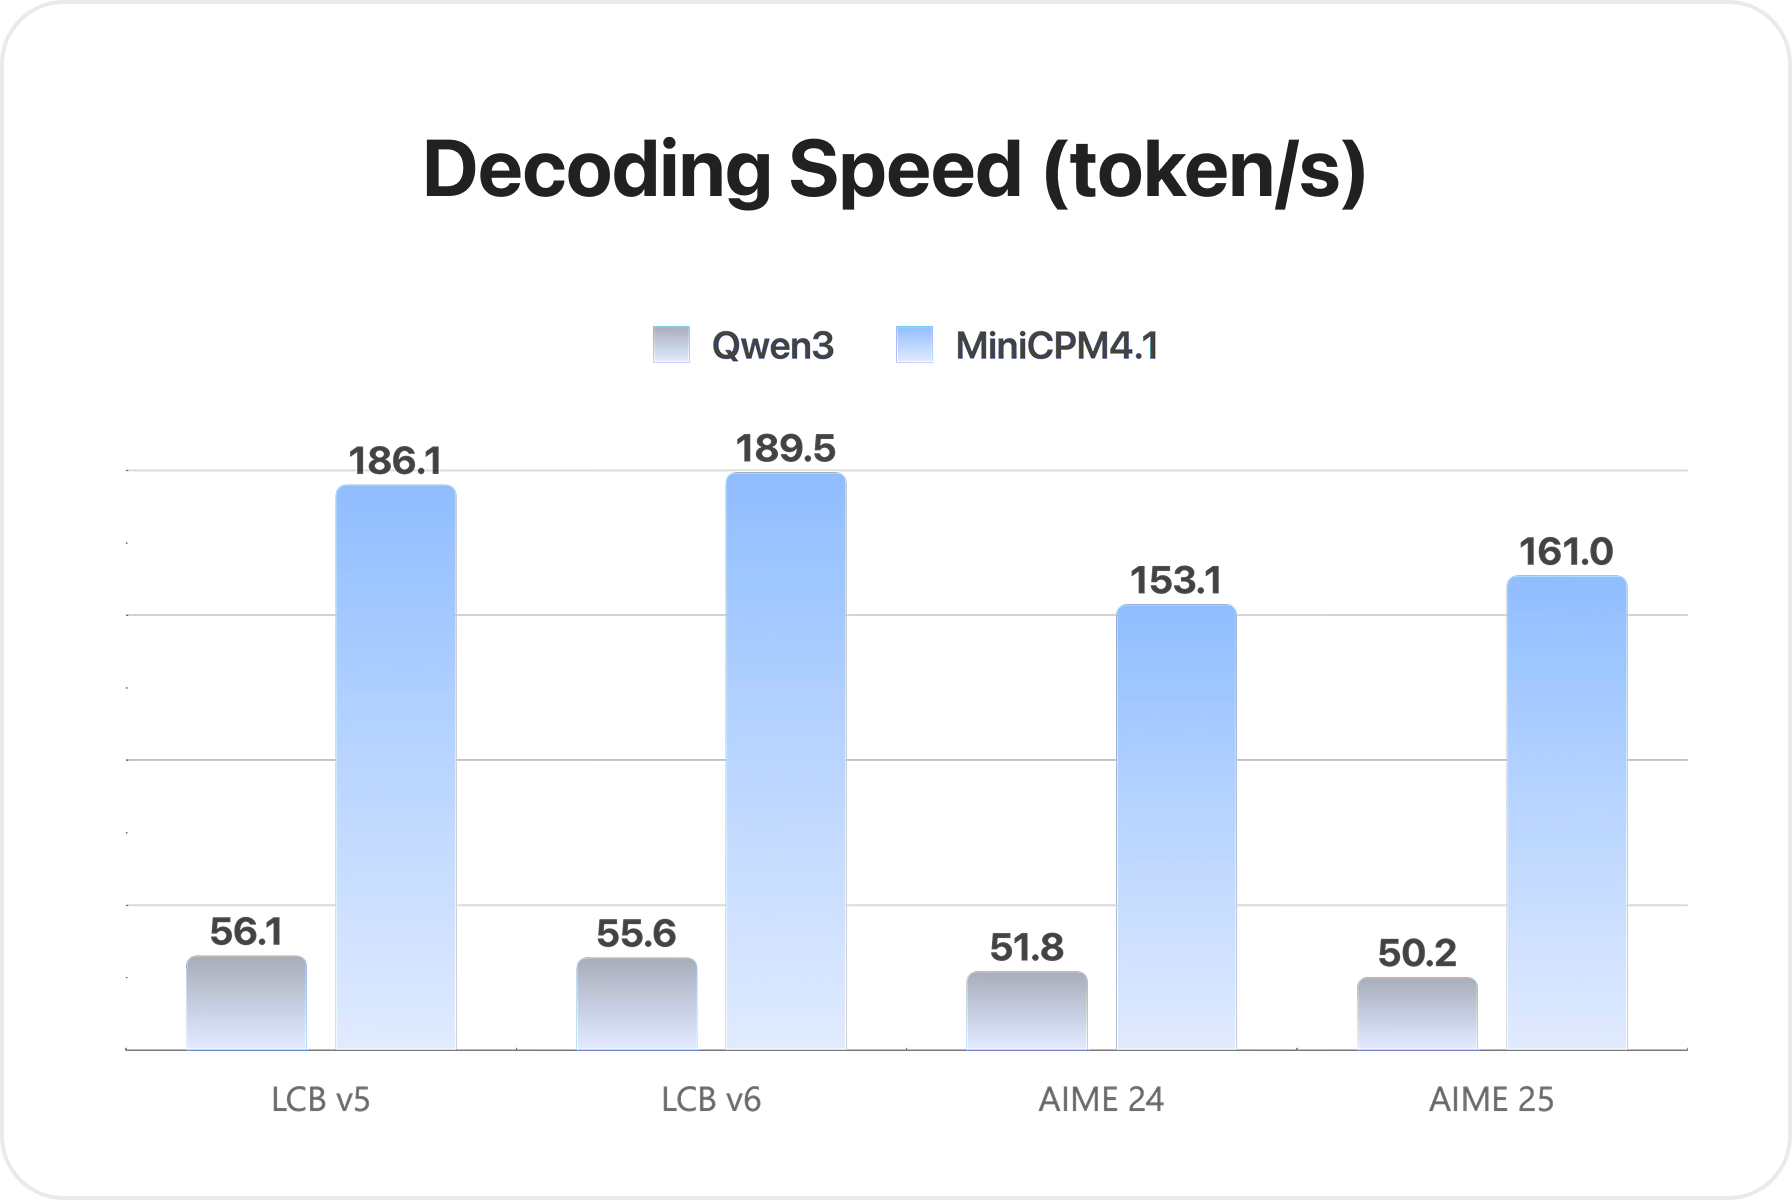 Decoding Speed (token/s)
Qwen3 MiniCPM4.1
186.1 189.5 153.1 161.0
56.1 55.6 51.8 50.2
LCB v5 LCB v6 AIME 24 AIME 25